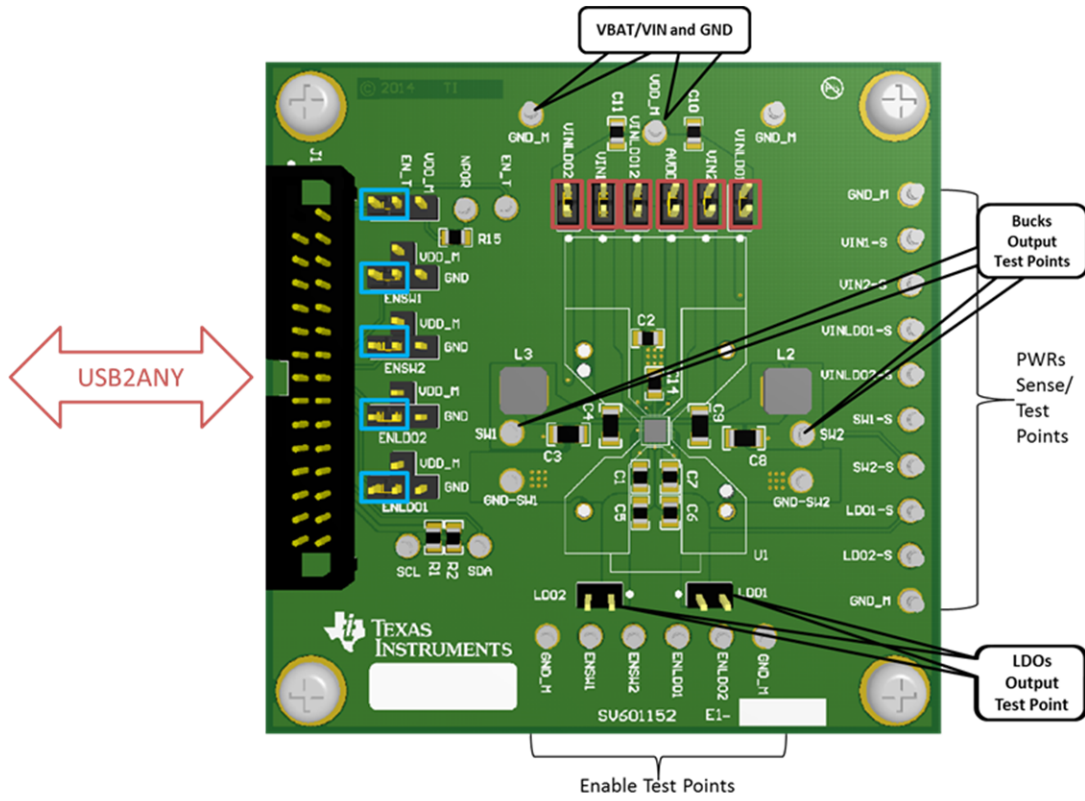 VBAT/VIN and GND
© 2014 TI
J1
EN_T
VDD_M
NPOR
EN_T
GND_M
C11
VDD_M
C10
GND_M
VINLDO2
VIN1
VINLDO12
AVDD
VIN2
VINLDO1
R15
VDD_M
GND
ENSW1
VDD_M
GND
ENSW2
VDD_M
GND
ENLDO2
VDD_M
GND
ENLDO1
USB2ANY
GND_M
VIN1-S
VIN2-S
VINLDO1-S
VINLDO2-S
SW1-S
SW2-S
LDO1-S
LDO2-S
GND_M
Bucks
Output
Test Points
PWRs
Sense/
Test
Points
C2
L3
L2
C4
C9
SW1
SW2
C3
C8
GND-SW1
GND-SW2
C1
C7
C5
C6
U1
SCL
R1
R2
SDA
LDO2
LDO1
TEXAS
INSTRUMENTS
GND_M
ENSW1
ENSW2
ENLDO1
ENLDO2
GND_M
SV601152 E1-
LDOs
Output
Test Point
Enable Test Points